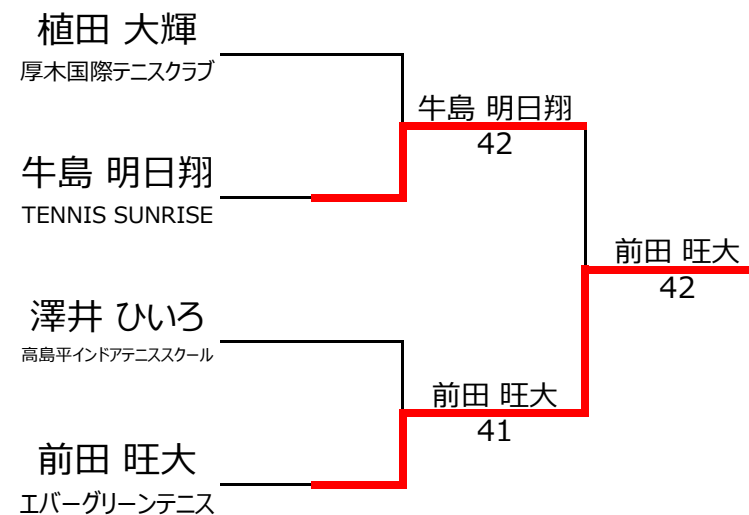 植田 大輝
厚木国際テニスクラブ
牛島 明日翔
42
牛島 明日翔
TENNIS SUNRISE
前田 旺大
42
澤井 ひいろ
高島平インドアテニススクール
前田 旺大
41
前田 旺大
エバーグリーンテニス